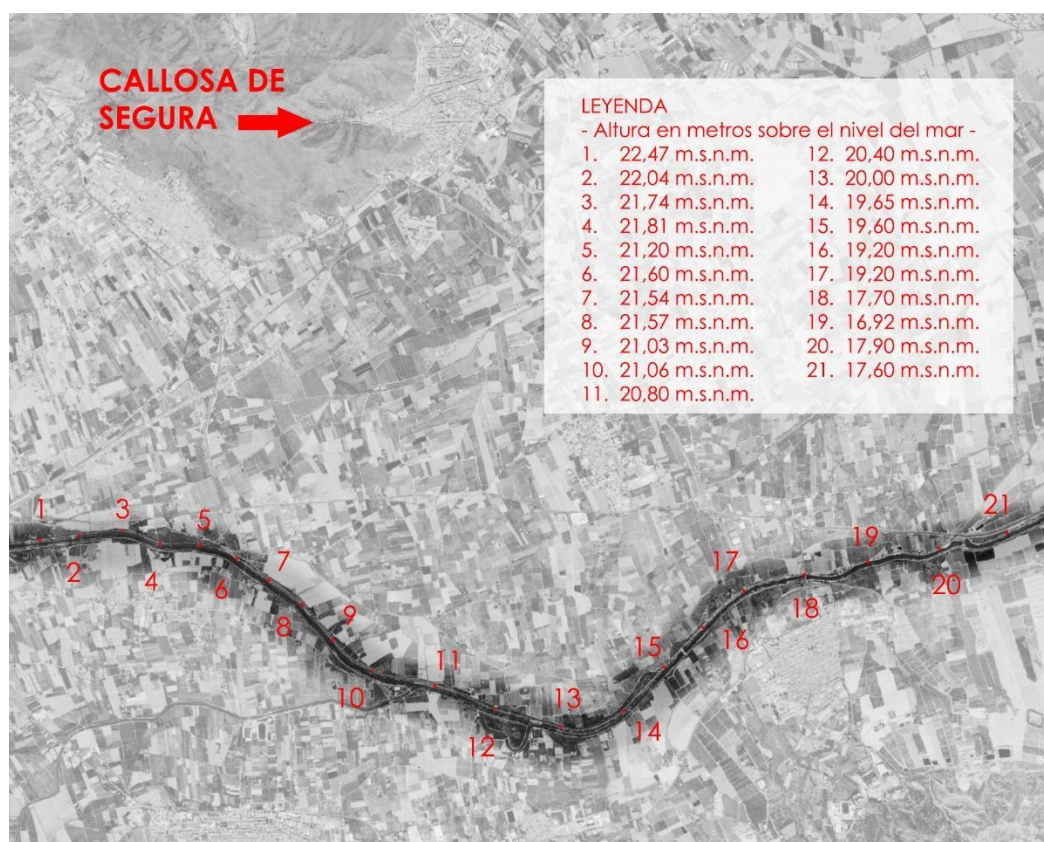 CALLOSA DE
SEGURA
LEYENDA
- Altura en metros sobre el nivel del mar -
1. 22,47 m.s.n.m.
2. 22,04 m.s.n.m.
3. 21,74 m.s.n.m.
4. 21,81 m.s.n.m.
5. 21,20 m.s.n.m.
6. 21,60 m.s.n.m.
7. 21,54 m.s.n.m.
8. 21,57 m.s.n.m.
9. 21,03 m.s.n.m.
10. 21,06 m.s.n.m.
11. 20,80 m.s.n.m.
12. 20,40 m.s.n.m.
13. 20,00 m.s.n.m.
14. 19,65 m.s.n.m.
15. 19,60 m.s.n.m.
16. 19,20 m.s.n.m.
17. 19,20 m.s.n.m.
18. 17,70 m.s.n.m.
19. 16,92 m.s.n.m.
20. 17,90 m.s.n.m.
21. 17,60 m.s.n.m.
1
2
3
4
5
6
7
8
9
10
11
12
13
14
15
16
17
18
19
20
21